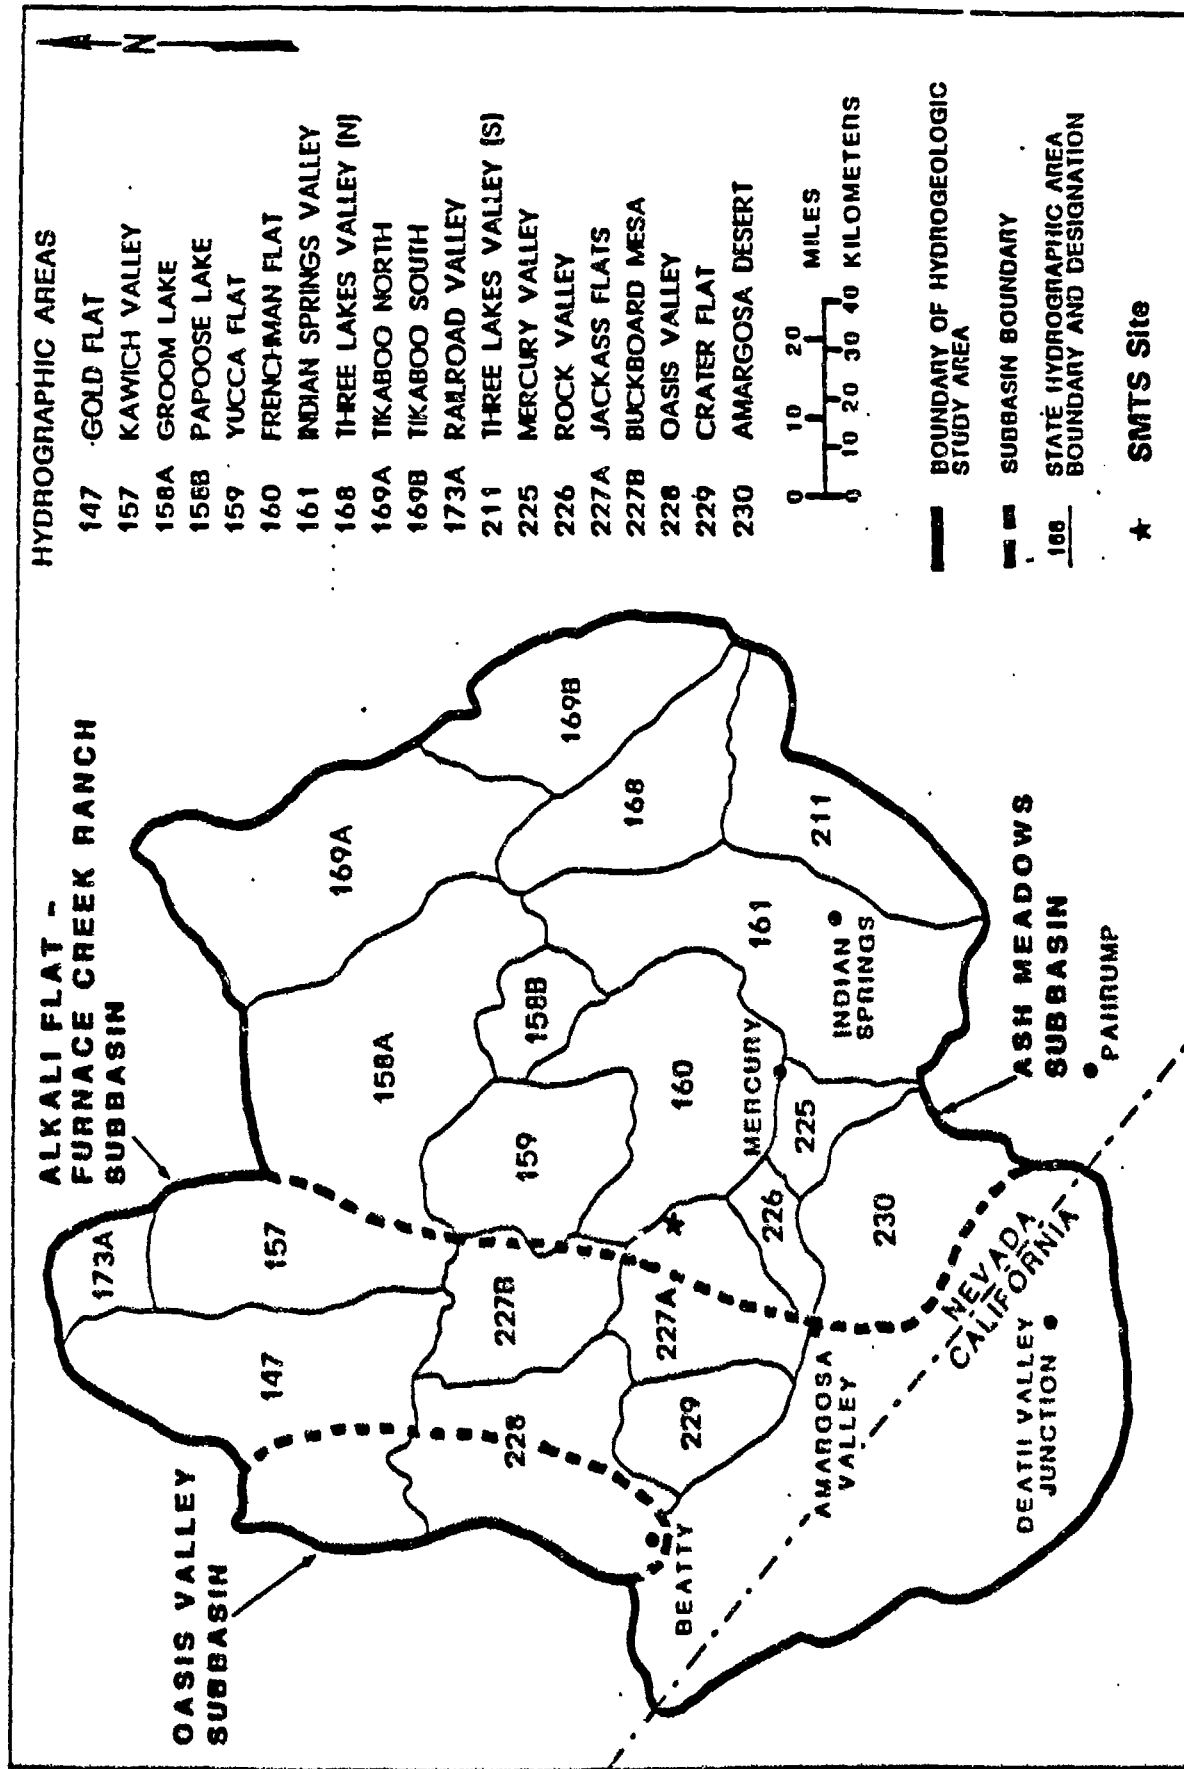 HYDROGRAPHIC AREAS
147 GOLD FLAT
157 KAWICH VALLEY
158A GROOM LAKE
158B PAPOOSE LAKE
159 YUCCA FLAT
160 FRENCHMAN FLAT
161 INDIAN SPRINGS VALLEY
168 THREE LAKES VALLEY (N)
169A TIKABOO NORTH
169B TIKABOO SOUTH
173A RAILROAD VALLEY
211 THREE LAKES VALLEY (S)
225 MERCURY VALLEY
226 ROCK VALLEY
227A JACKASS FLATS
227B BUCKBOARD MESA
228 OASIS VALLEY
229 CRATER FLAT
230 AMARGOSA DESERT
N
0 10 20 MILES
0 10 20 30 40 KILOMETERS
BOUNDARY OF HYDROGEOLOGIC
STUDY AREA
SUBBASIN BOUNDARY
168 STATE HYDROGRAPHIC AREA
BOUNDARY AND DESIGNATION
SMTS Site
ALKALI FLAT -
FURNACE CREEK RANCH
SUBBASIN
OASIS VALLEY
SUBBASIN
ASH MEADOWS
SUBBASIN
173A
147
157
169A
158A
228
227B
159
158B
169B
229
227A
160
168
226
225
161
211
230
BEATTY
MERCURY
INDIAN
SPRINGS
AMARGOSA
VALLEY
PAHRUMP
DEATH VALLEY
JUNCTION
NEVADA
CALIFORNIA